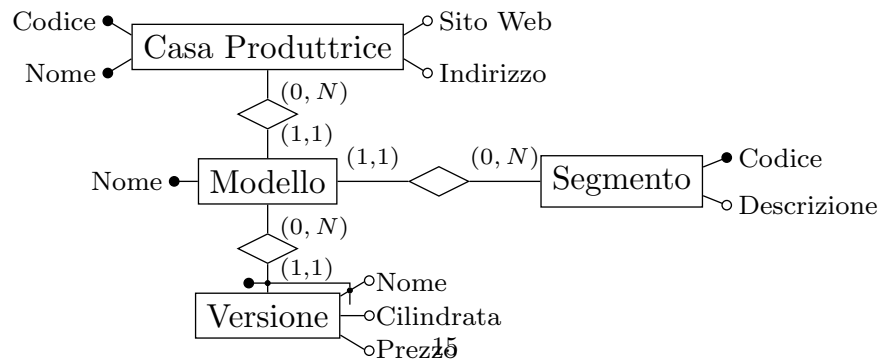 Codice
Sito Web
Casa Produttrice
Nome
Indirizzo
(0, N)
(1,1)
(1,1)
(0, N)
Codice
Nome
Modello
Segmento
Descrizione
(0, N)
(1,1)
Nome
Versione
Cilindrata
Prezzo
15